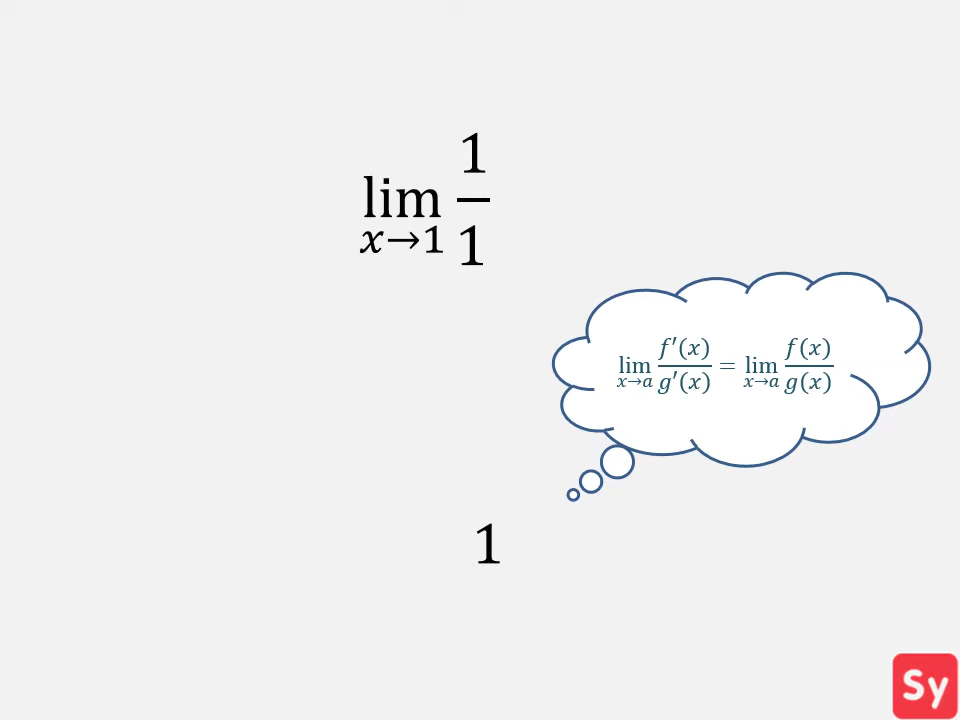 lim x→1 1/1
lim x→a f′(x)/g′(x) = lim x→a f(x)/g(x)
1
Sy